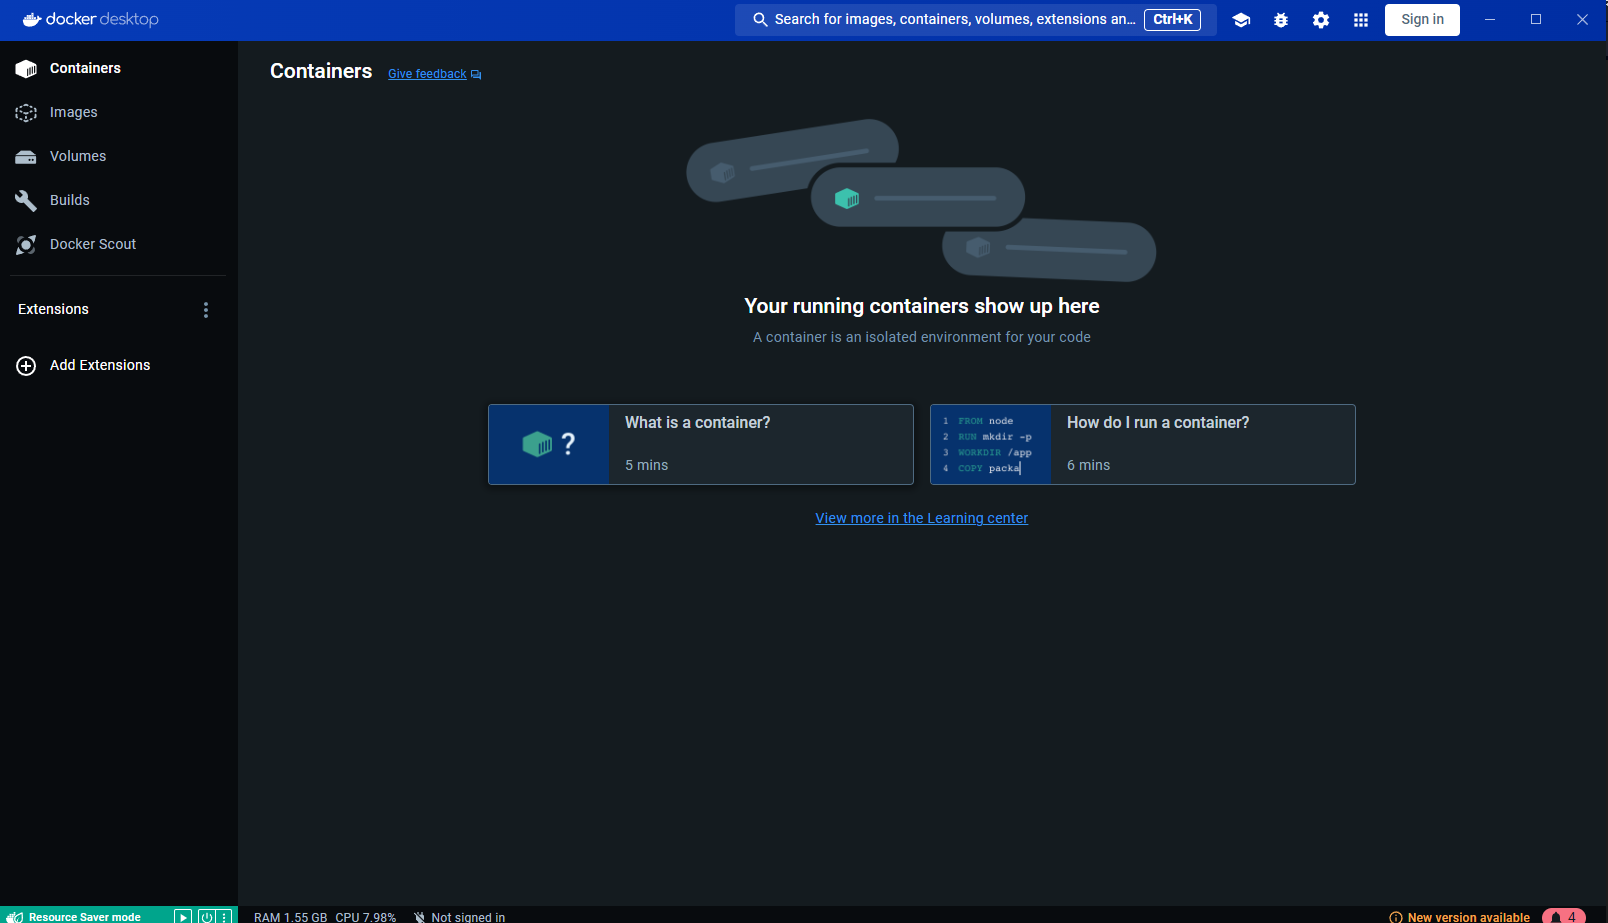 docker desktop
Search for images, containers, volumes, extensions an... Ctrl+K
Sign in
Containers
Images
Volumes
Builds
Docker Scout
Extensions
Add Extensions
Containers Give feedback
Your running containers show up here
A container is an isolated environment for your code
?
What is a container?
5 mins
1 FROM node
2 RUN mkdir -p
3 WORKDIR /app
4 COPY packa
How do I run a container?
6 mins
View more in the Learning center
Resource Saver mode
RAM 1.55 GB CPU 7.98% Not signed in
New version available 4